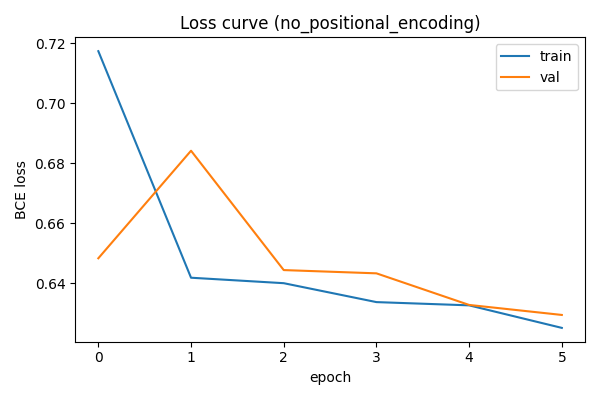 Loss curve (no_positional_encoding)
train
val
BCE loss
0.72
0.70
0.68
0.66
0.64
0 1 2 3 4 5
epoch